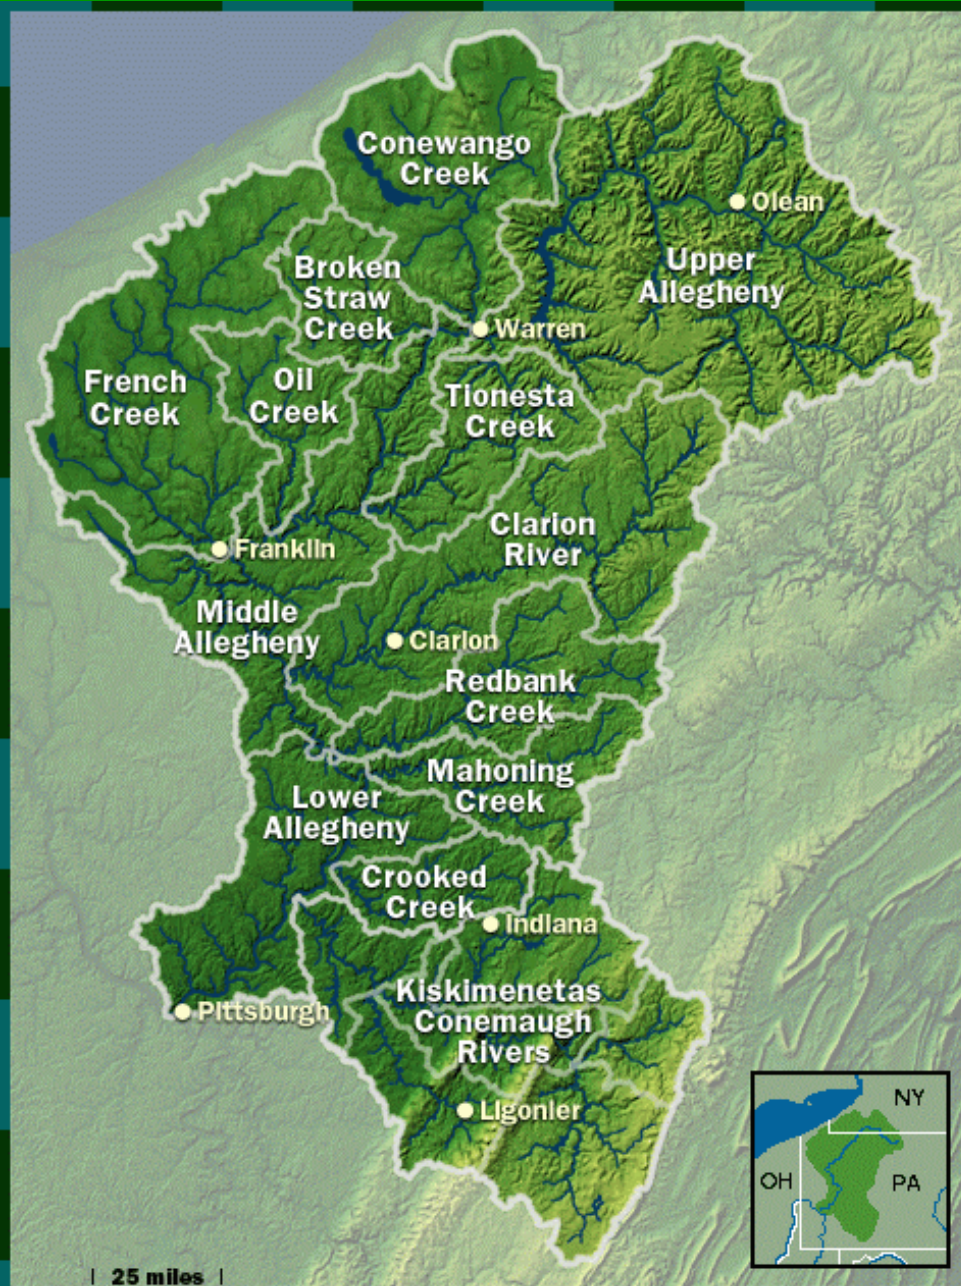 Conewango
Creek
Olean
Upper
Allegheny
Broken
Straw
Creek
Warren
French
Creek
Oil
Creek
Tionesta
Creek
Clarion
River
Franklin
Middle
Allegheny
Clarion
Redbank
Creek
Mahoning
Creek
Lower
Allegheny
Crooked
Creek
Indiana
Kiskimenetas
Conemaugh
Rivers
Pittsburgh
Ligonier
NY
OH
PA
25 miles